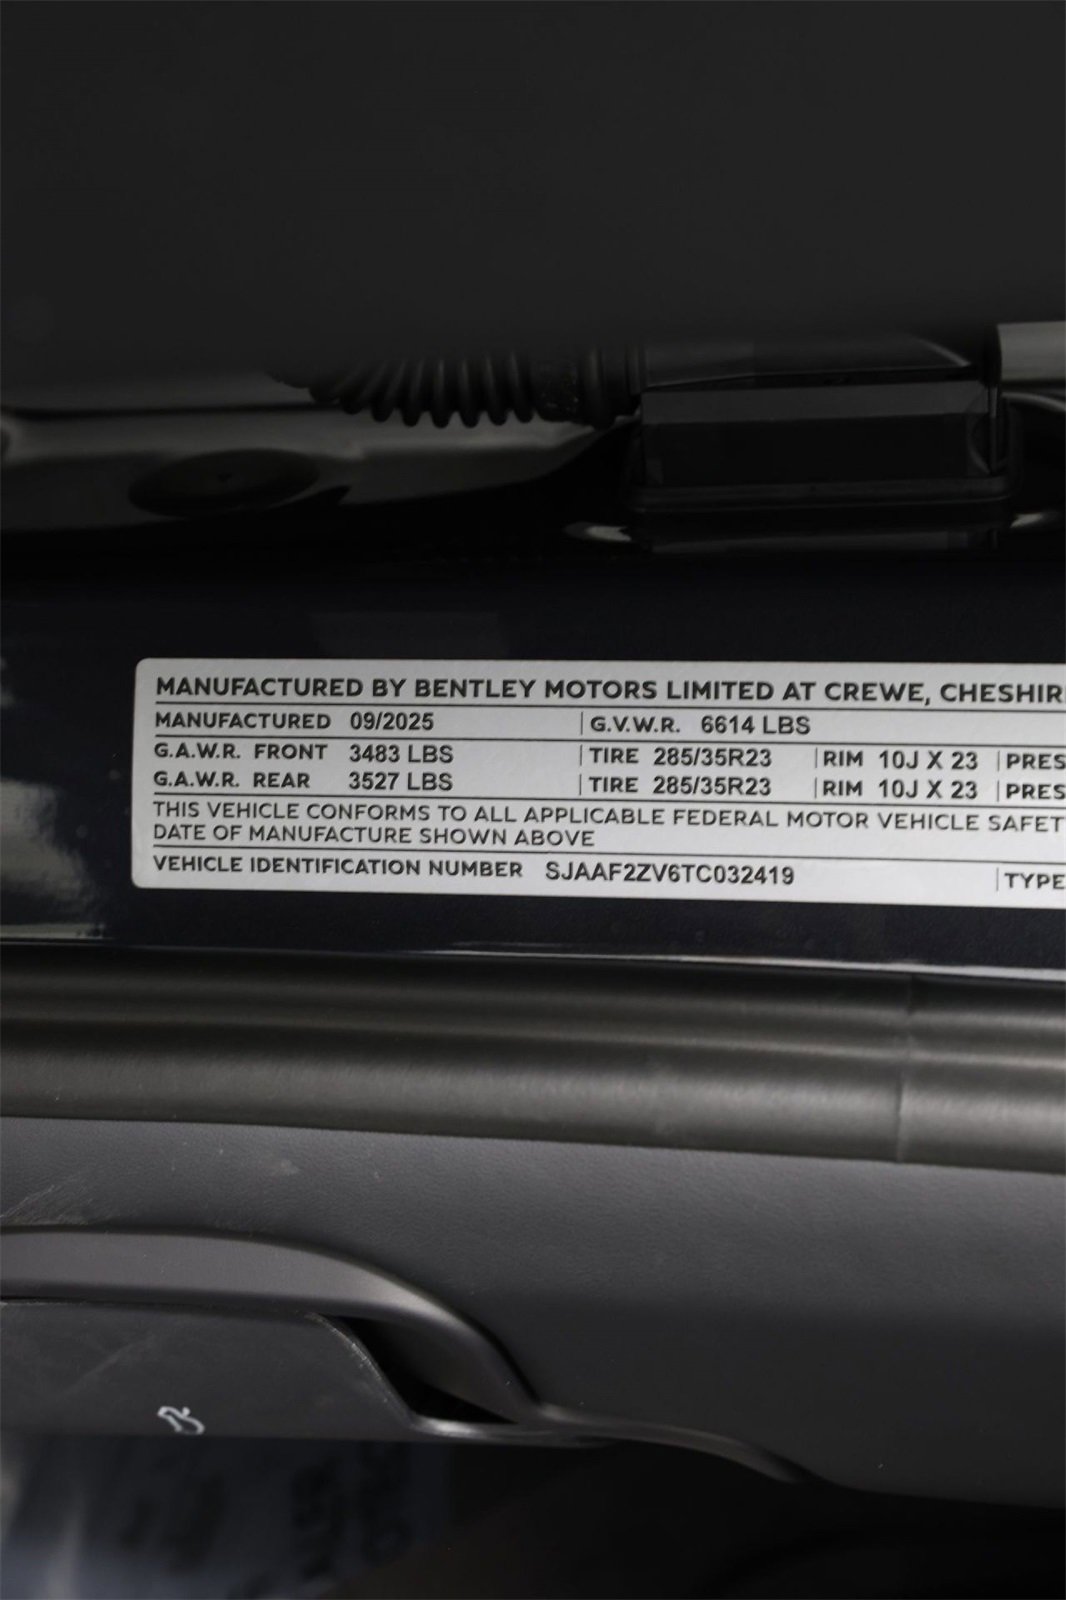 MANUFACTURED BY BENTLEY MOTORS LIMITED AT CREWE, CHESHIR
MANUFACTURED 09/2025 G.V.W.R. 6614 LBS
G.A.W.R. FRONT 3483 LBS TIRE 285/35R23 RIM 10J X 23 PRES
G.A.W.R. REAR 3527 LBS TIRE 285/35R23 RIM 10J X 23 PRES
THIS VEHICLE CONFORMS TO ALL APPLICABLE FEDERAL MOTOR VEHICLE SAFET
DATE OF MANUFACTURE SHOWN ABOVE
VEHICLE IDENTIFICATION NUMBER SJAAF2ZV6TC032419 TYPE